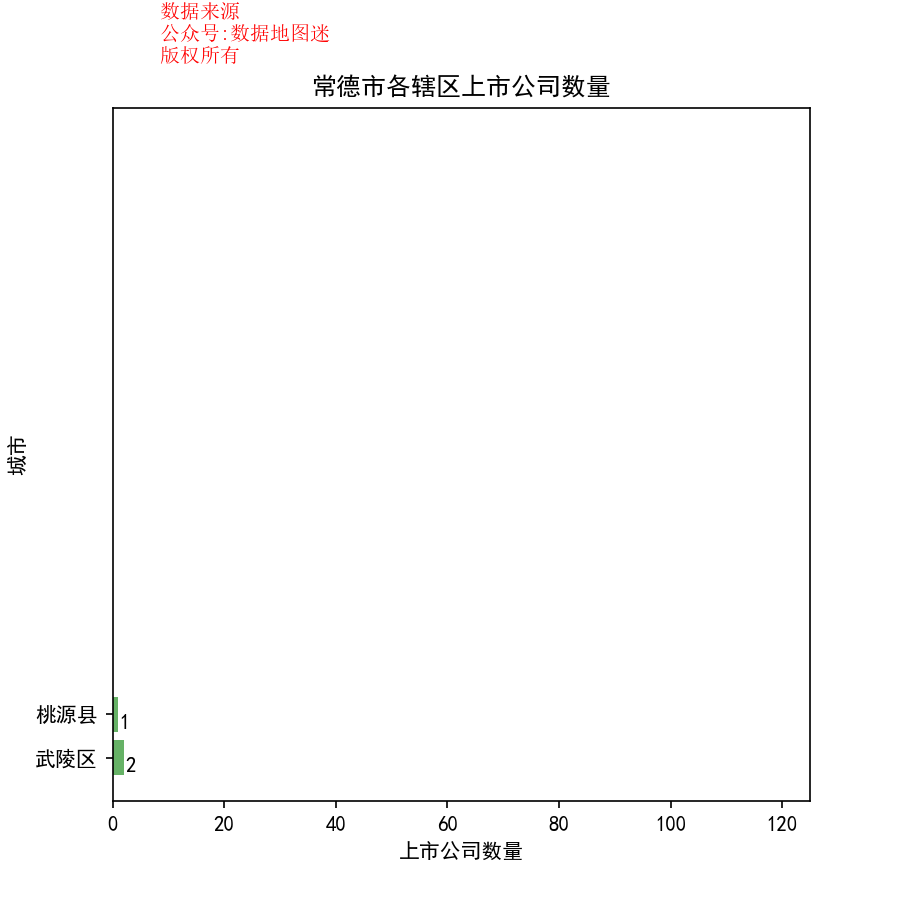 数据来源
公众号:数据地图迷
版权所有
常德市各辖区上市公司数量
城市
桃源县
1
武陵区
2
0 20 40 60 80 100 120
上市公司数量